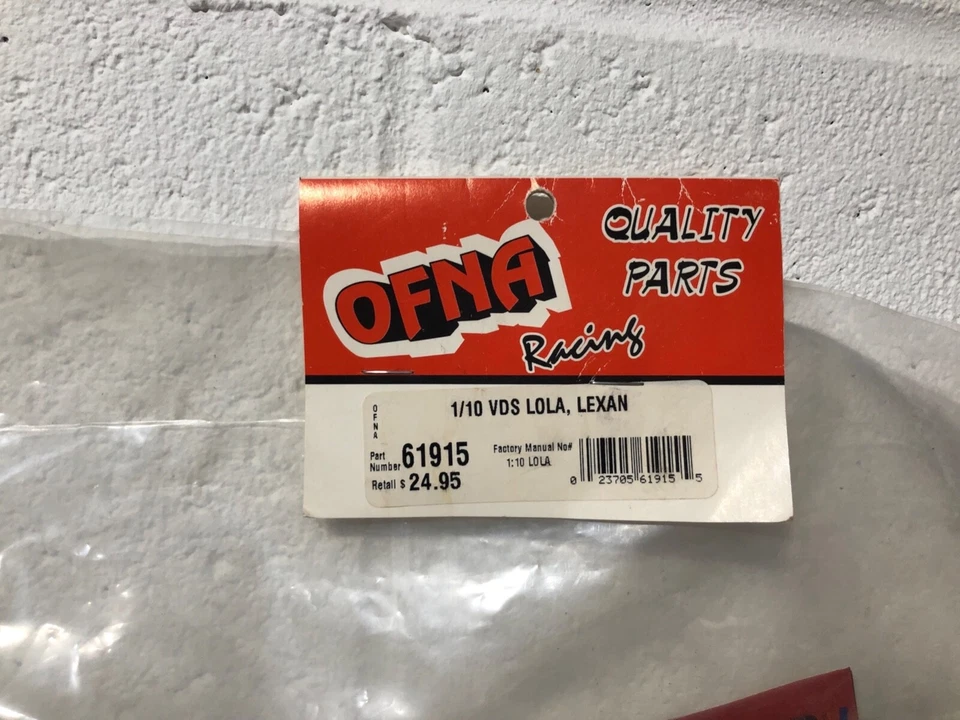 OFNA
Racing
QUALITY
PARTS
OFNA
1/10 VDS LOLA, LEXAN
Part
Number 61915
Retail $ 24.95
Factory Manual No#
1:10 LOLA
0 23705 61915 5